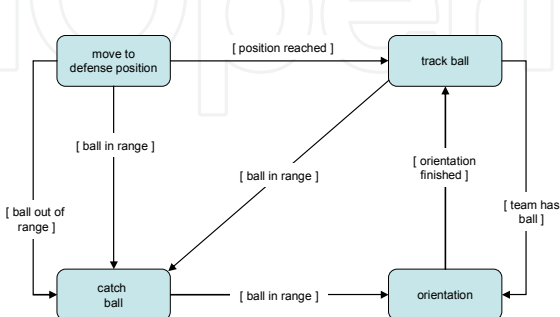 move to
defense position
[ position reached ]
track ball
[ ball in range ]
[ orientation
finished ]
[ ball in range ]
[ ball out of
range ]
[ team has
ball ]
catch
ball
[ ball in range ]
orientation